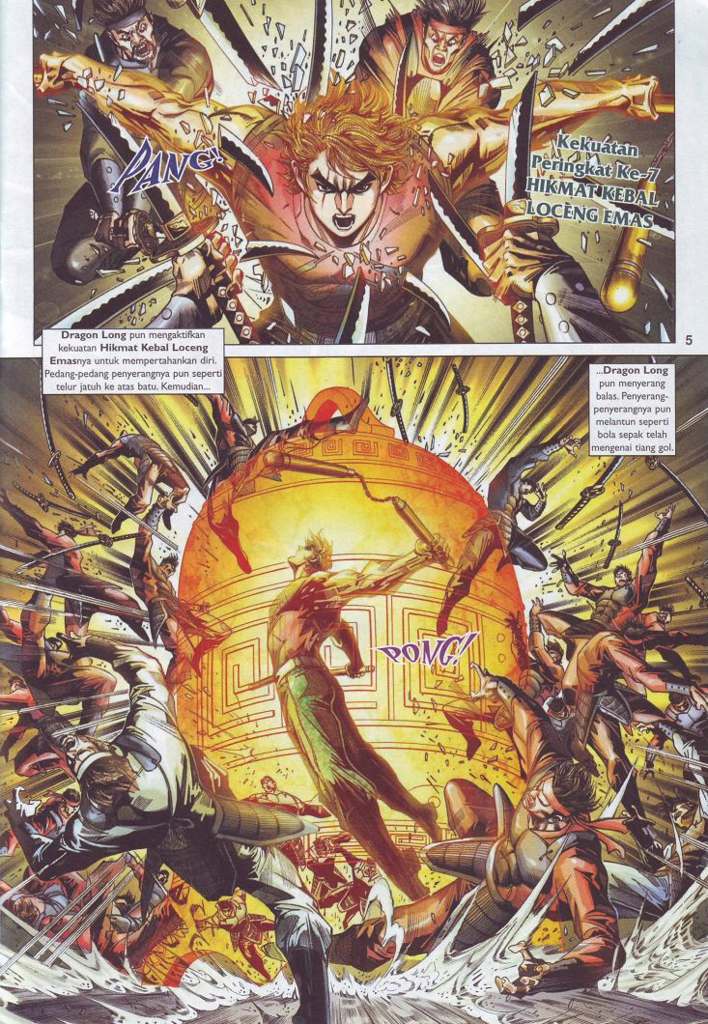 PANG!
Kekuatan
Peringkat Ke-7
HIKMAT KEBAL
LOCENG EMAS
5
Dragon Long pun mengaktifkan
kekuatan Hikmat Kebal Loceng
Emasnya untuk mempertahankan diri.
Pedang-pedang penyerangnya pun seperti
telur jatuh ke atas batu. Kemudian...
...Dragon Long
pun menyerang
balas. Penyerang-
penyerangnya pun
melantun seperti
bola sepak telah
mengenai tiang gol.
PONG!